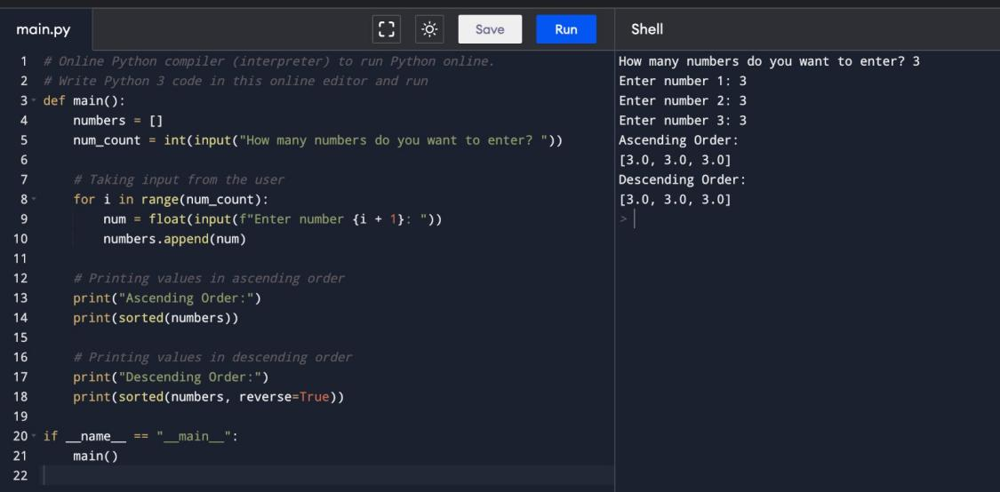 main.py
Save
Run
Shell
1 # Online Python compiler (interpreter) to run Python online.
2 # Write Python 3 code in this online editor and run
3 def main():
4     numbers = []
5     num_count = int(input("How many numbers do you want to enter? "))
6
7     # Taking input from the user
8     for i in range(num_count):
9         num = float(input(f"Enter number {i + 1}: "))
10         numbers.append(num)
11
12     # Printing values in ascending order
13     print("Ascending Order:")
14     print(sorted(numbers))
15
16     # Printing values in descending order
17     print("Descending Order:")
18     print(sorted(numbers, reverse=True))
19
20 if __name__ == "__main__":
21     main()
22
How many numbers do you want to enter? 3
Enter number 1: 3
Enter number 2: 3
Enter number 3: 3
Ascending Order:
[3.0, 3.0, 3.0]
Descending Order:
[3.0, 3.0, 3.0]
>